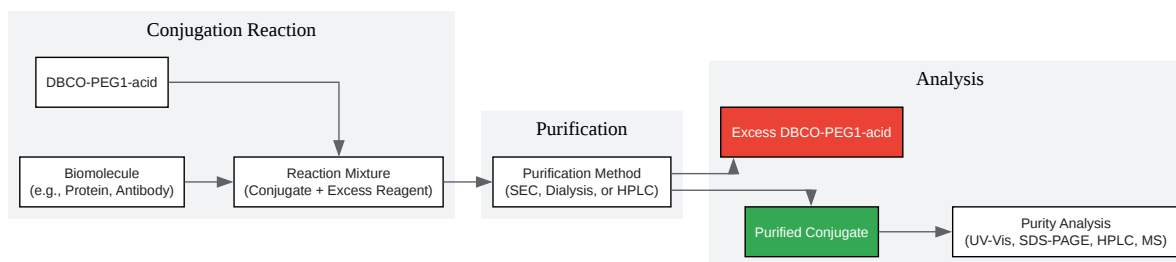 Conjugation Reaction
DBCO-PEG1-acid
Biomolecule
(e.g., Protein, Antibody)
Reaction Mixture
(Conjugate + Excess Reagent)
Purification
Purification Method
(SEC, Dialysis, or HPLC)
Analysis
Excess DBCO-PEG1-acid
Purified Conjugate
Purity Analysis
(UV-Vis, SDS-PAGE, HPLC, MS)